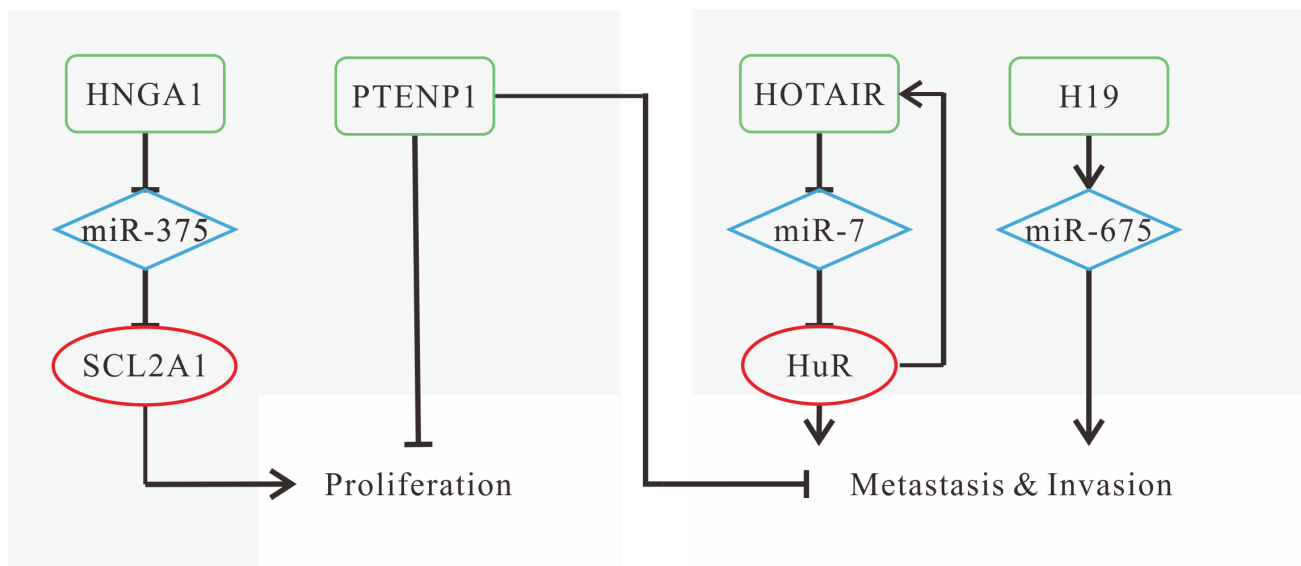 HNGA1
PTENP1
HOTAIR
H19
miR-375
miR-7
miR-675
SCL2A1
HuR
Proliferation
Metastasis & Invasion